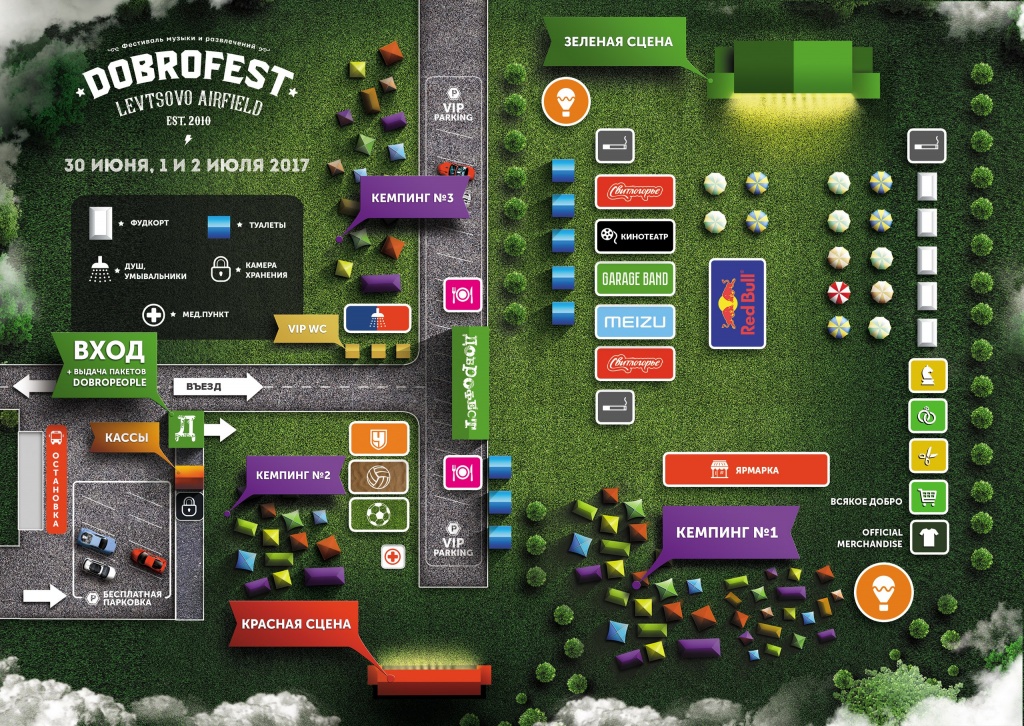 Фестиваль музыки и развлечений
DOBROFEST
LEVTSOVO AIRFIELD
EST. 2010
30 ИЮНЯ, 1 И 2 ИЮЛЯ 2017
ФУДКОРТ
ТУАЛЕТЫ
ДУШ,
УМЫВАЛЬНИКИ
КАМЕРА
ХРАНЕНИЯ
МЕД.ПУНКТ
ЗЕЛЕНАЯ СЦЕНА
P
VIP
PARKING
КЕМПИНГ №3
VIP WC
Свитлогорье
КИНОТЕАТР
GARAGE BAND
MEIZU
Свитлогорье
Red Bull
ВХОД
+ ВЫДАЧА ПАКЕТОВ
DOBROPEOPLE
ВЪЕЗД
Доброфест
Д
КАССЫ
ОСТАНОВКА
КЕМПИНГ №2
У
P
VIP
PARKING
P БЕСПЛАТНАЯ
ПАРКОВКА
КРАСНАЯ СЦЕНА
ЯРМАРКА
ВСЯКОЕ ДОБРО
OFFICIAL
MERCHANDISE
КЕМПИНГ №1